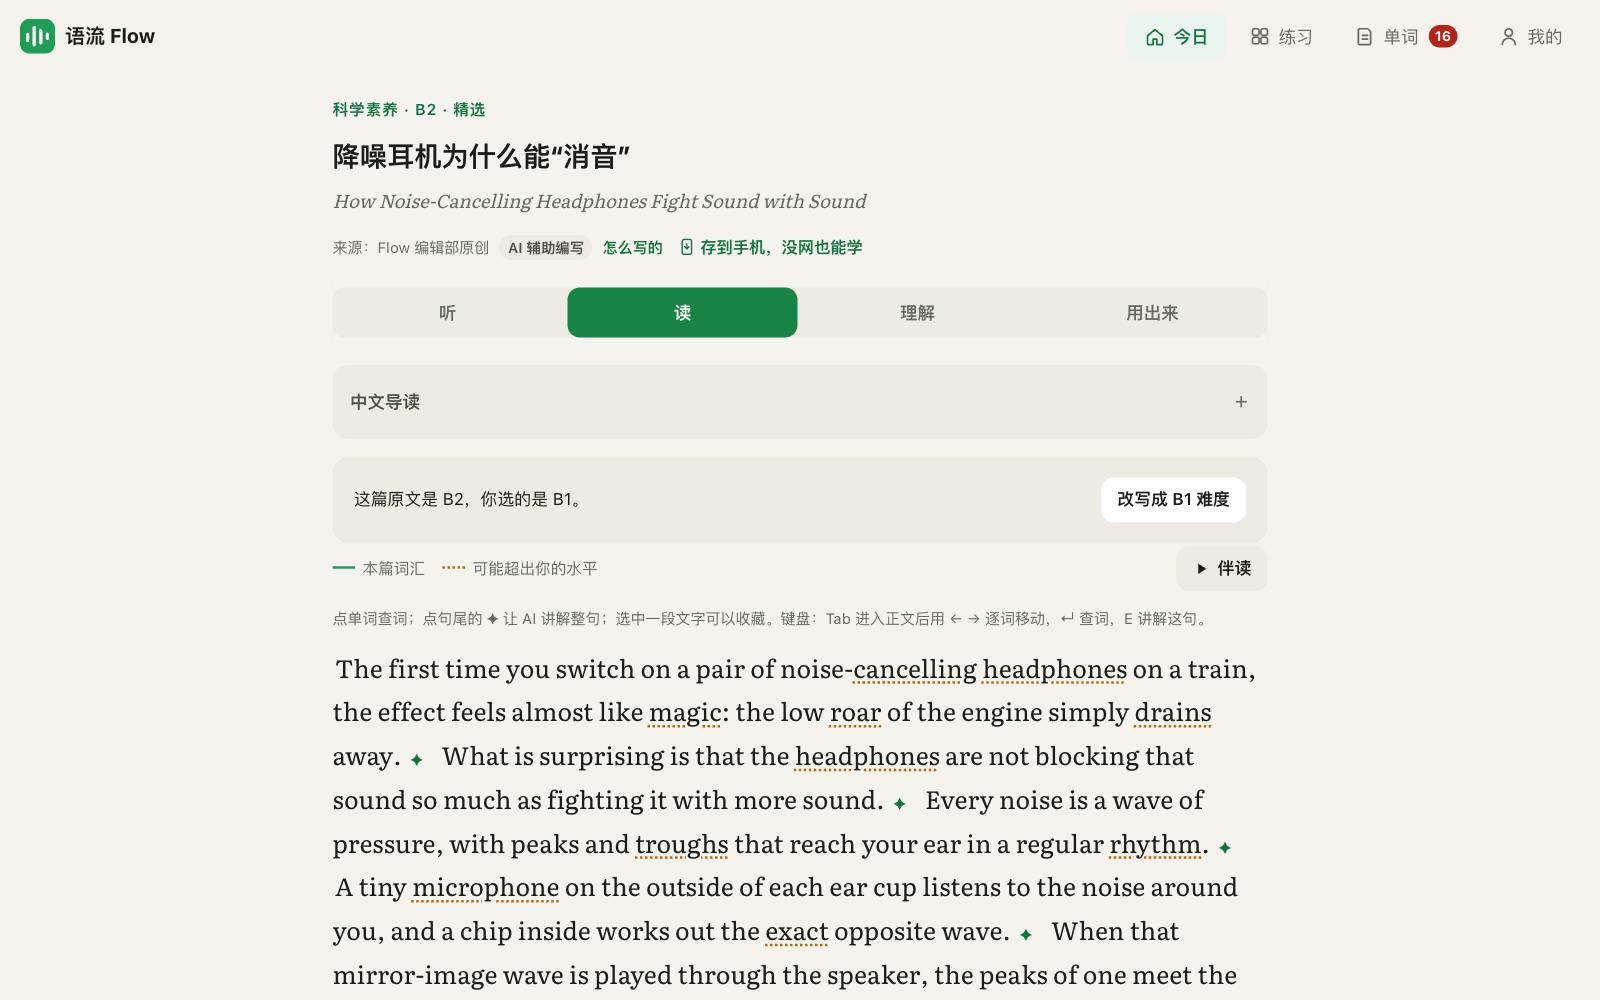 语流 Flow
今日
练习
单词 16
我的
科学素养 · B2 · 精选
降噪耳机为什么能“消音”
How Noise-Cancelling Headphones Fight Sound with Sound
来源：Flow 编辑部原创 AI 辅助编写 怎么写的 存到手机，没网也能学
听 读 理解 用出来
中文导读 +
这篇原文是 B2，你选的是 B1。 改写成 B1 难度
本篇词汇 可能超出你的水平 伴读
点单词查词；点句尾的 ✦ 让 AI 讲解整句；选中一段文字可以收藏。键盘：Tab 进入正文后用 ← → 逐词移动，↵ 查词，E 讲解这句。
The first time you switch on a pair of noise-cancelling headphones on a train,
the effect feels almost like magic: the low roar of the engine simply drains
away. ✦ What is surprising is that the headphones are not blocking that
sound so much as fighting it with more sound. ✦ Every noise is a wave of
pressure, with peaks and troughs that reach your ear in a regular rhythm. ✦
A tiny microphone on the outside of each ear cup listens to the noise around
you, and a chip inside works out the exact opposite wave. ✦ When that
mirror-image wave is played through the speaker, the peaks of one meet the